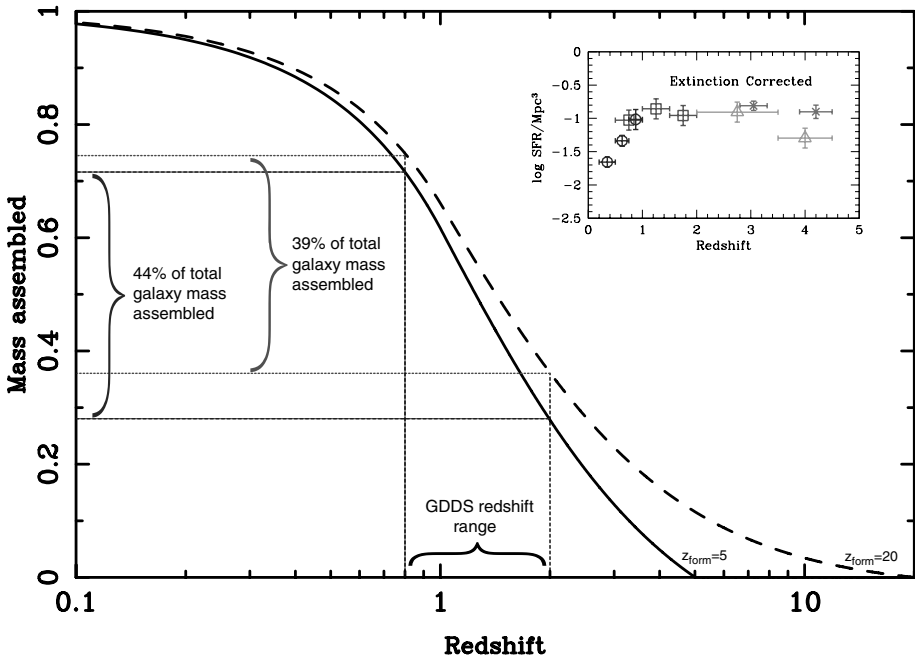 Mass assembled
1
0.8
0.6
0.4
0.2
0
0.1
1
10
Redshift
44% of total
galaxy mass
assembled
39% of total
galaxy mass
assembled
GDDS redshift
range
z_form=5
z_form=20
Extinction Corrected
log SFR/Mpc³
0
-0.5
-1
-1.5
-2
-2.5
0
1
2
3
4
5
Redshift